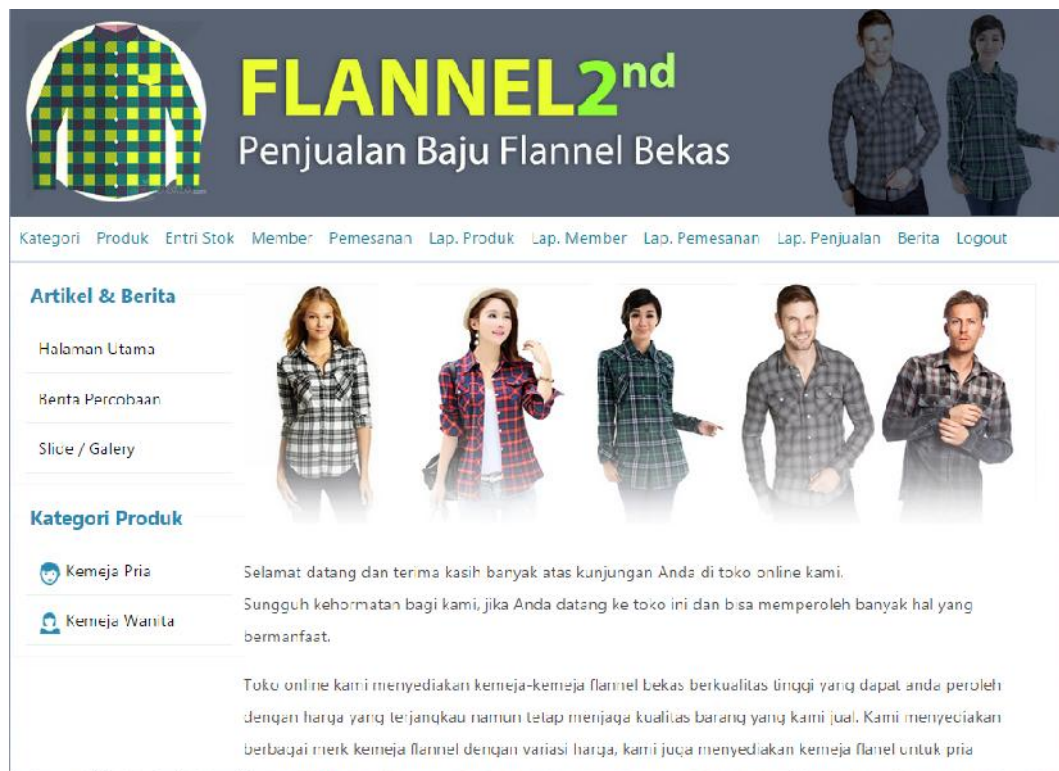 FLANNEL2nd
Penjualan Baju Flannel Bekas
Kategori Produk Entri Stok Member Pemesanan Lap. Produk Lap. Member Lap. Pemesanan Lap. Penjualan Berita Logout
Artikel & Berita
Halaman Utama
Berita Percobaan
Slide / Galery
Kategori Produk
Kemeja Pria
Kemeja Wanita
Selamat datang dan terima kasih banyak atas kunjungan Anda di toko online kami.
Sungguh kehormatan bagi kami, jika Anda datang ke toko ini dan bisa memperoleh banyak hal yang
bermanfaat.
Toko online kami menyediakan kemeja-kemeja flannel bekas berkualitas tinggi yang dapat anda peroleh
dengan harga yang terjangkau namun tetap menjaga kualitas barang yang kami jual. Kami menyediakan
berbagai merk kemeja flannel dengan variasi harga, kami juga menyediakan kemeja flanel untuk pria